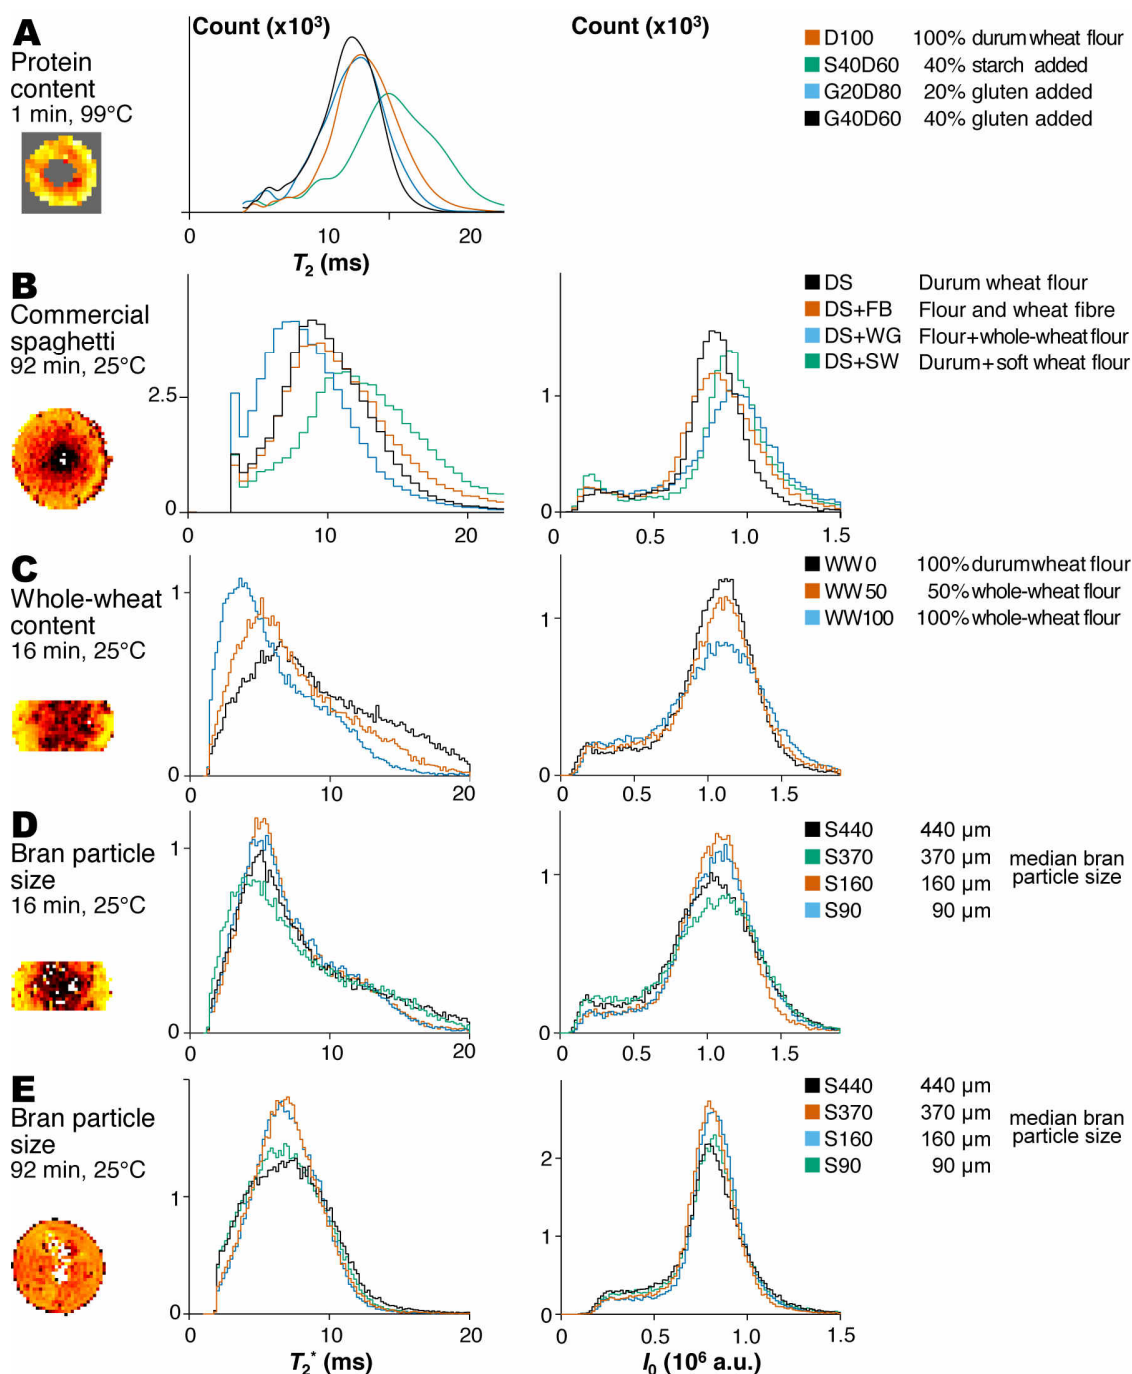 A
Protein
content
1 min, 99°C
Count (x10³)
0
10
20
T₂ (ms)
Count (x10³)
D100 100% durum wheat flour
S40D60 40% starch added
G20D80 20% gluten added
G40D60 40% gluten added
B
Commercial
spaghetti
92 min, 25°C
2.5
0
0
10
20
1
0
0
0.5
1.0
1.5
DS Durum wheat flour
DS+FB Flour and wheat fibre
DS+WG Flour+whole-wheat flour
DS+SW Durum+soft wheat flour
C
Whole-wheat
content
16 min, 25°C
1
0
0
10
20
1
0
0
0.5
1.0
1.5
WW0 100% durum wheat flour
WW50 50% whole-wheat flour
WW100 100% whole-wheat flour
D
Bran particle
size
16 min, 25°C
1
0
0
10
20
1
0
0
0.5
1.0
1.5
S440 440 µm
S370 370 µm
S160 160 µm
S90 90 µm
median bran
particle size
E
Bran particle
size
92 min, 25°C
1
0
0
10
20
T₂* (ms)
2
1
0
0
0.5
1.0
1.5
I₀ (10⁶ a.u.)
S440 440 µm
S370 370 µm
S160 160 µm
S90 90 µm
median bran
particle size